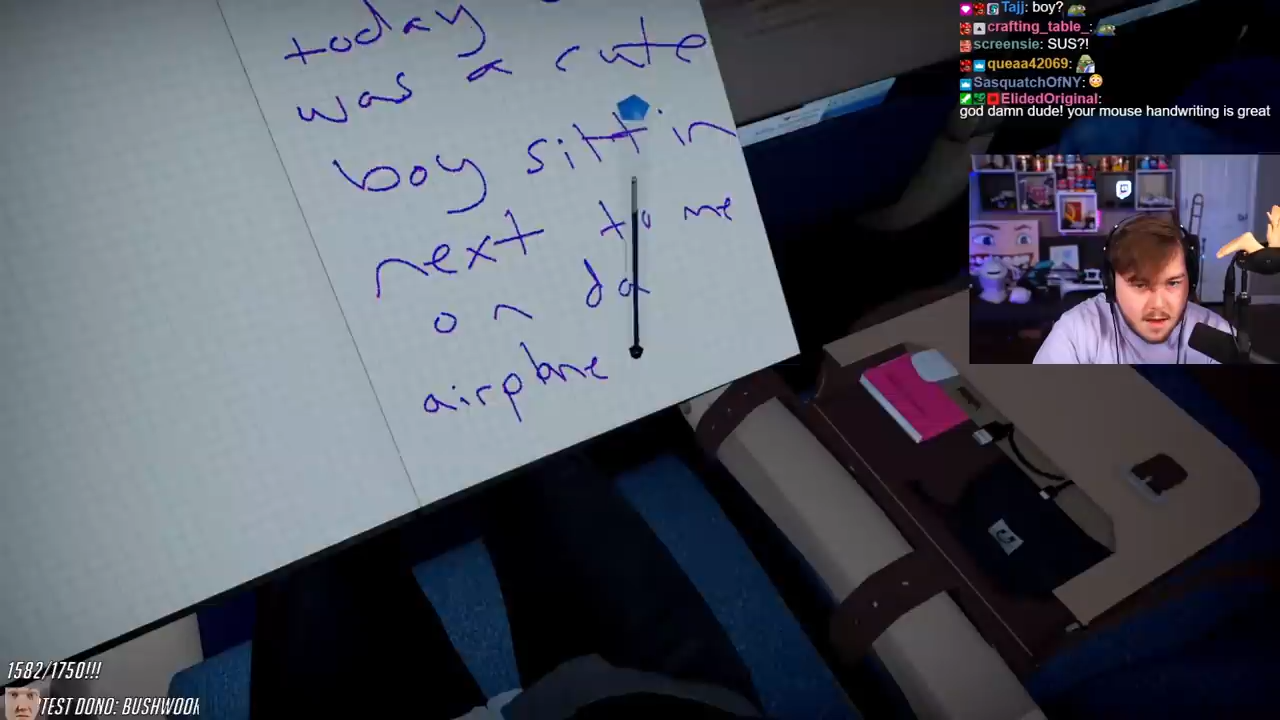 today
was a cute
boy sittin
next to me
on da
airplane
Tajj: boy?
crafting_table_:
screensie: SUS?!
queaa42069:
SasquatchOfNY:
ElidedOriginal:
god damn dude! your mouse handwriting is great
1582/1750!!!
TEST DONO: BUSHWOOK